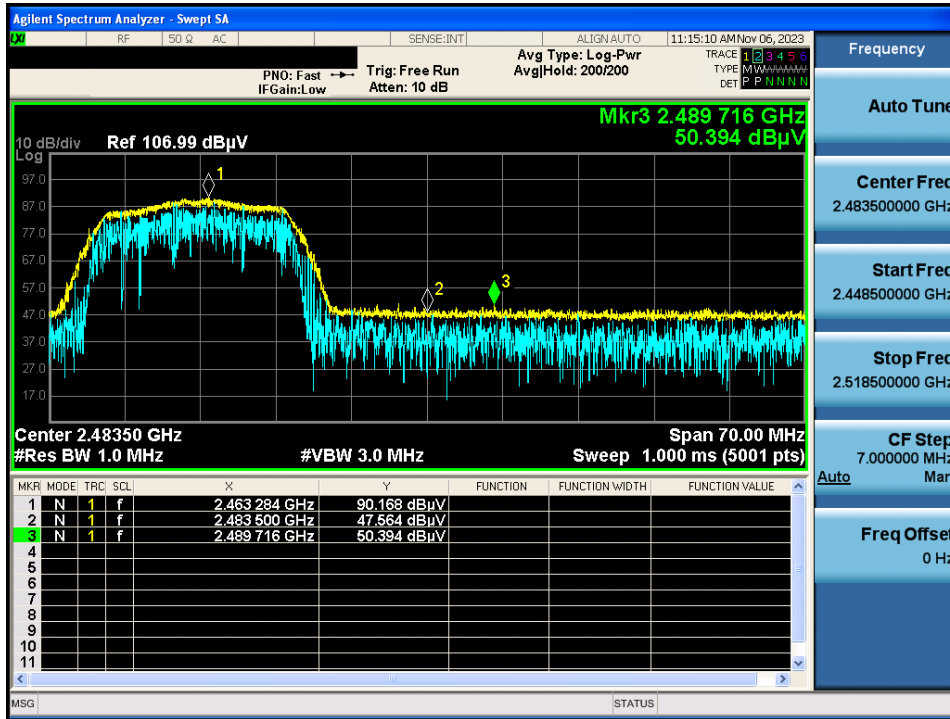 Agilent Spectrum Analyzer - Swept SA
LXI RF 50 Ω AC SENSE:INT ALIGN AUTO 11:15:10 AM Nov 06, 2023
PNO: Fast Trig: Free Run Avg Type: Log-Pwr TRACE 1 2 3 4 5 6
IFGain:Low Atten: 10 dB Avg|Hold: 200/200 TYPE M W W W W W
DET P P N N N N
Mkr3 2.489 716 GHz
50.394 dBµV
10 dB/div Ref 106.99 dBµV
Log
97.0
87.0
77.0
67.0
57.0
47.0
37.0
27.0
17.0
1
2
3
Center 2.48350 GHz Span 70.00 MHz
#Res BW 1.0 MHz #VBW 3.0 MHz Sweep 1.000 ms (5001 pts)
MKR MODE TRC SCL X Y FUNCTION FUNCTION WIDTH FUNCTION VALUE
1 N 1 f 2.463 284 GHz 90.168 dBµV
2 N 1 f 2.483 500 GHz 47.564 dBµV
3 N 1 f 2.489 716 GHz 50.394 dBµV
4
5
6
7
8
9
10
11
MSG STATUS
Frequency
Auto Tune
Center Freq
2.483500000 GHz
Start Freq
2.448500000 GHz
Stop Freq
2.518500000 GHz
CF Step
7.000000 MHz
Auto Man
Freq Offset
0 Hz